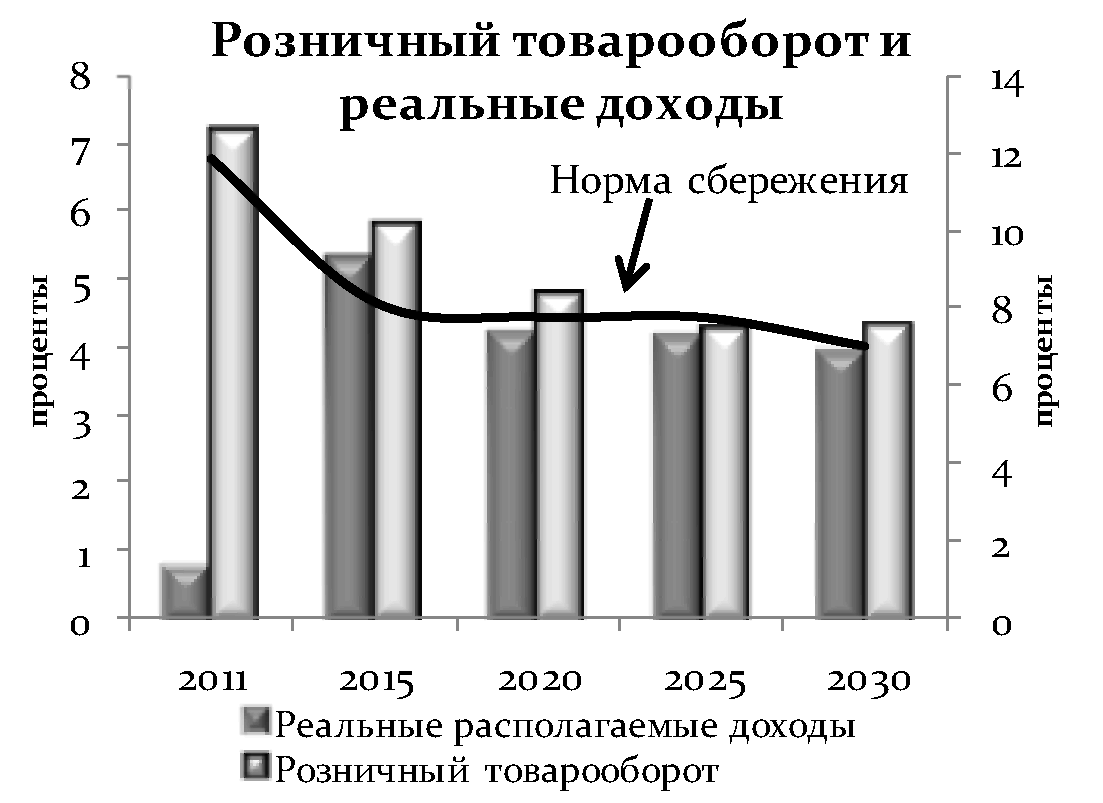 Розничный товарооборот и
реальные доходы
8
7
6
5
4
3
2
1
0
проценты
14
12
10
8
6
4
2
0
проценты
Норма сбережения
2011 2015 2020 2025 2030
Реальные располагаемые доходы
Розничный товарооборот